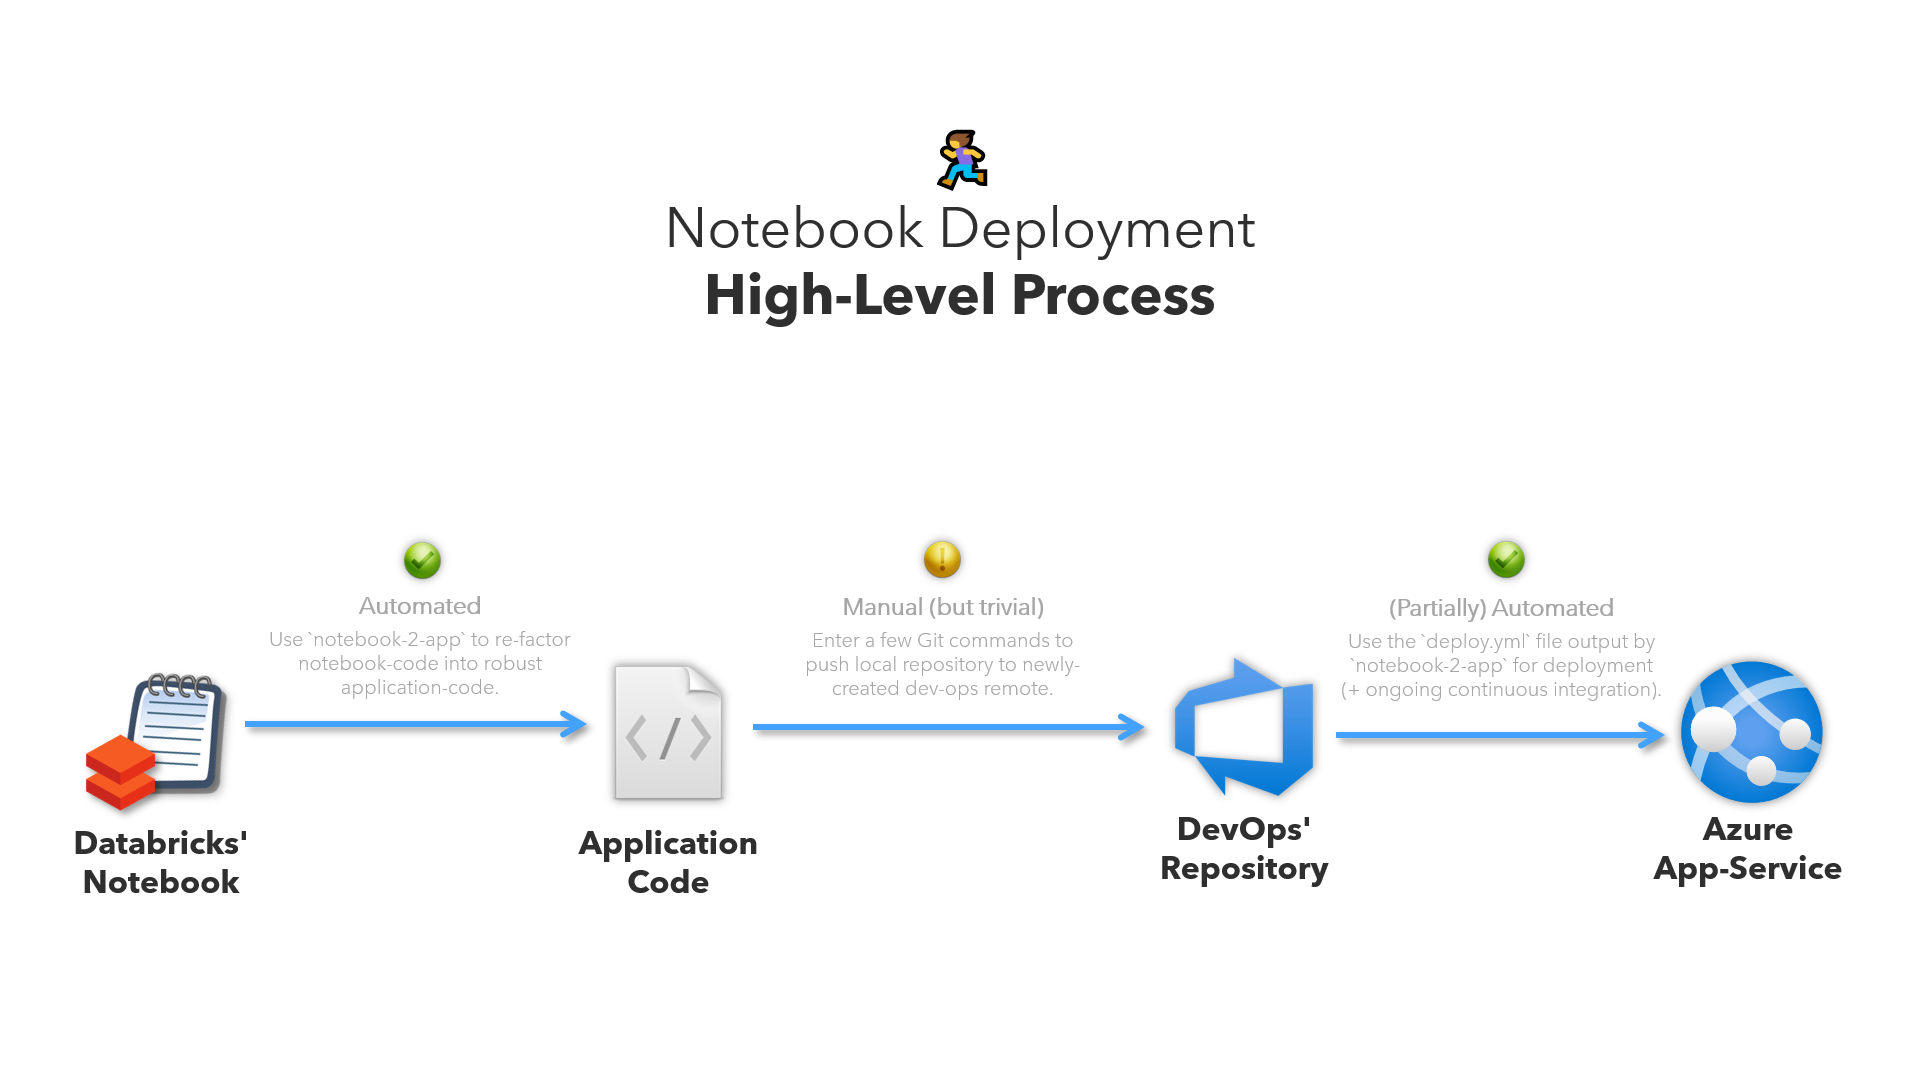 Notebook Deployment
High-Level Process
Automated
Use `notebook-2-app` to re-factor
notebook-code into robust
application-code.
Manual (but trivial)
Enter a few Git commands to
push local repository to newly-
created dev-ops remote.
(Partially) Automated
Use the `deploy.yml` file output by
`notebook-2-app` for deployment
(+ ongoing continuous integration).
Databricks'
Notebook
Application
Code
DevOps'
Repository
Azure
App-Service